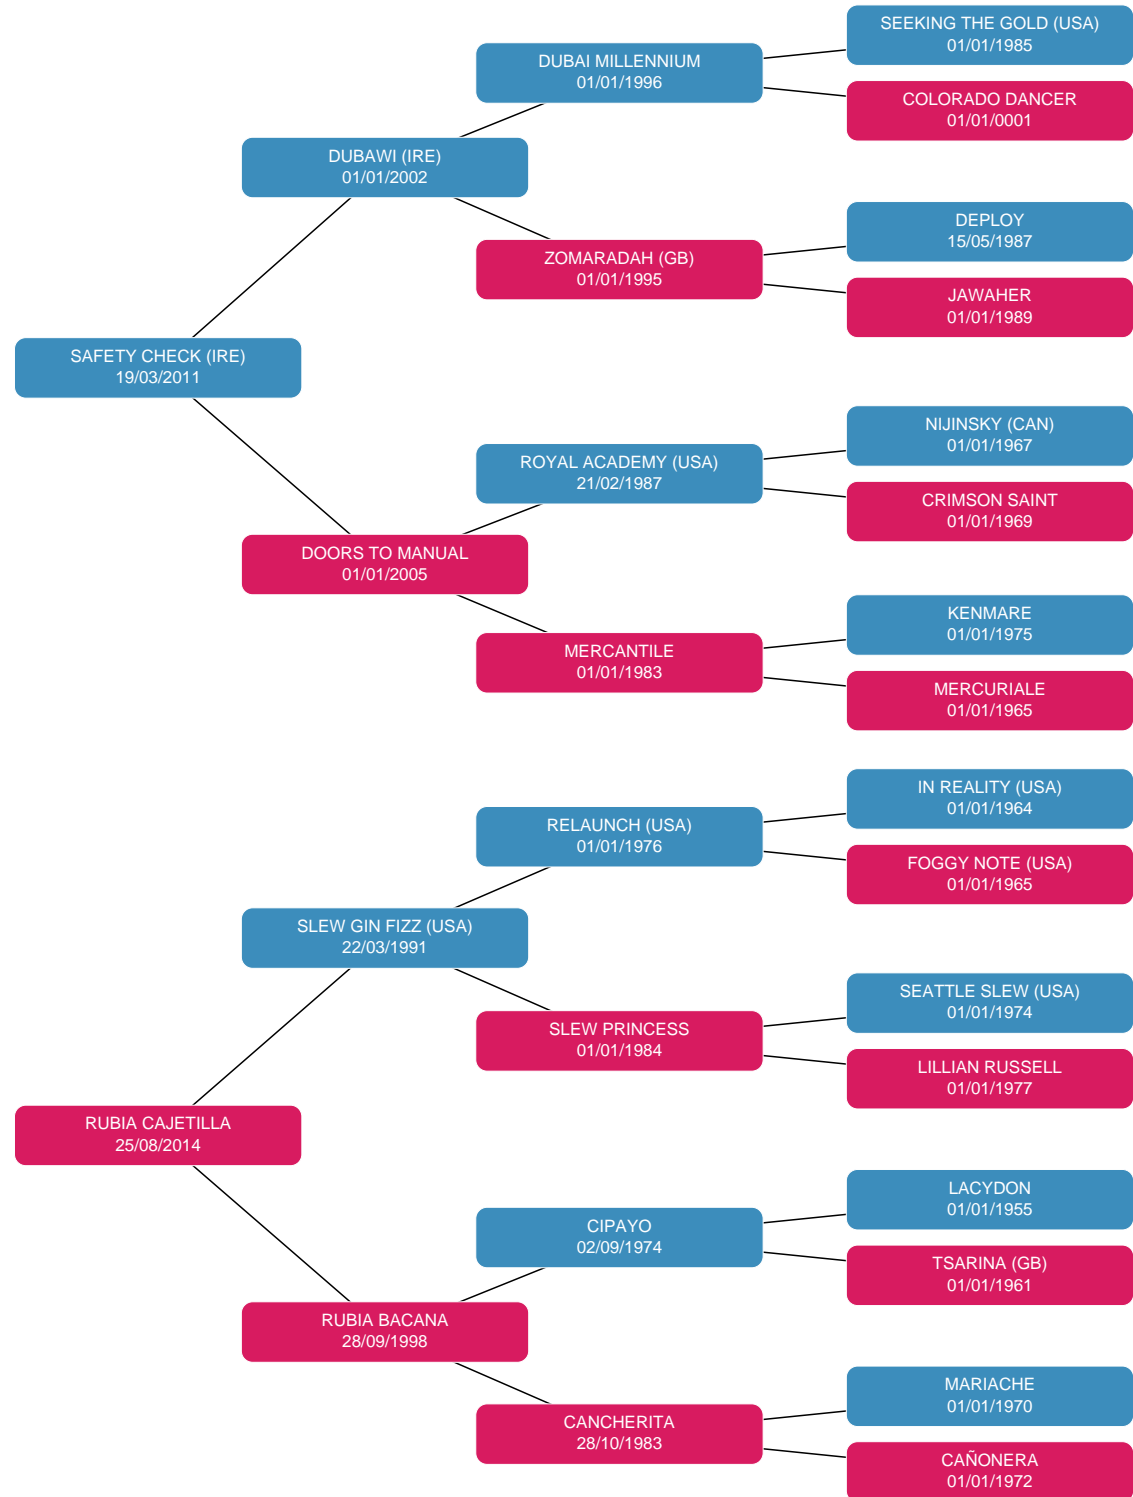 SEEKING THE GOLD (USA)
01/01/1985
DUBAI MILLENNIUM
01/01/1996
COLORADO DANCER
01/01/0001
DUBAWI (IRE)
01/01/2002
DEPLOY
15/05/1987
ZOMARADAH (GB)
01/01/1995
JAWAHER
01/01/1989
SAFETY CHECK (IRE)
19/03/2011
NIJINSKY (CAN)
01/01/1967
ROYAL ACADEMY (USA)
21/02/1987
CRIMSON SAINT
01/01/1969
DOORS TO MANUAL
01/01/2005
KENMARE
01/01/1975
MERCANTILE
01/01/1983
MERCURIALE
01/01/1965
IN REALITY (USA)
01/01/1964
RELAUNCH (USA)
01/01/1976
FOGGY NOTE (USA)
01/01/1965
SLEW GIN FIZZ (USA)
22/03/1991
SEATTLE SLEW (USA)
01/01/1974
SLEW PRINCESS
01/01/1984
LILLIAN RUSSELL
01/01/1977
RUBIA CAJETILLA
25/08/2014
LACYDON
01/01/1955
CIPAYO
02/09/1974
TSARINA (GB)
01/01/1961
RUBIA BACANA
28/09/1998
MARIACHE
01/01/1970
CANCHERITA
28/10/1983
CAÑONERA
01/01/1972